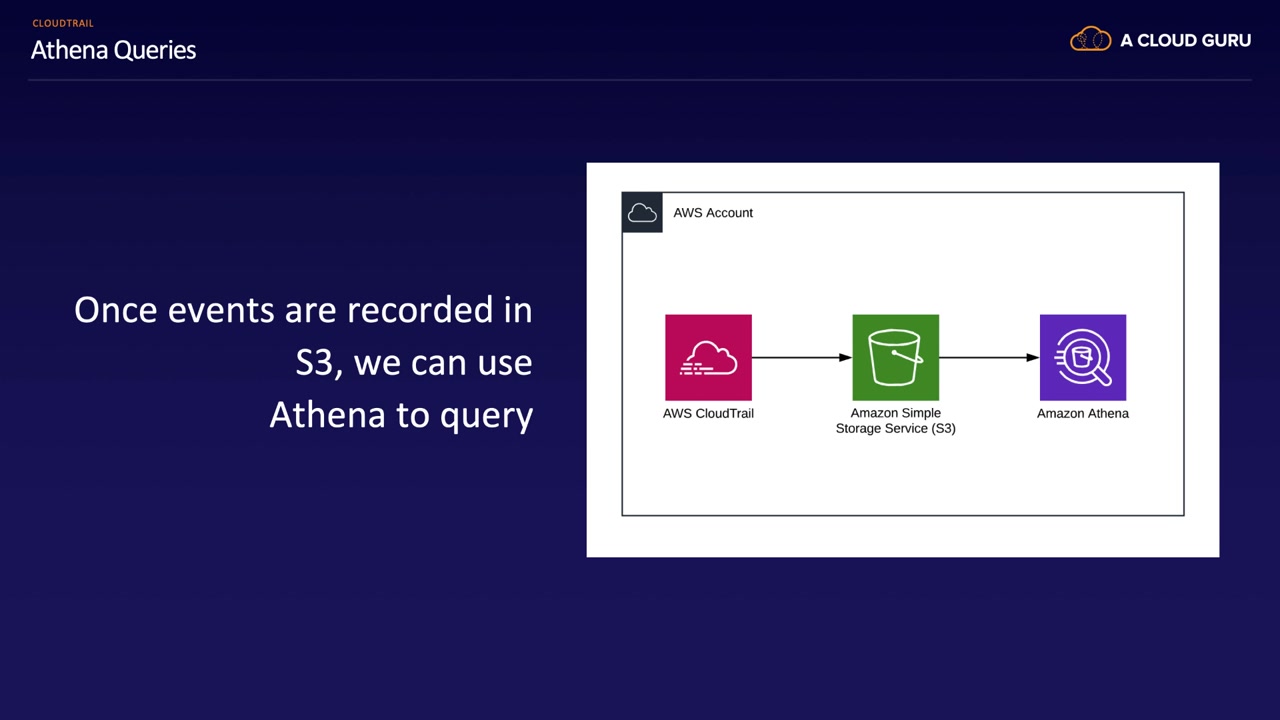 CLOUDTRAIL
Athena Queries
A CLOUD GURU
Once events are recorded in
S3, we can use
Athena to query
AWS Account
AWS CloudTrail
Amazon Simple
Storage Service (S3)
Amazon Athena